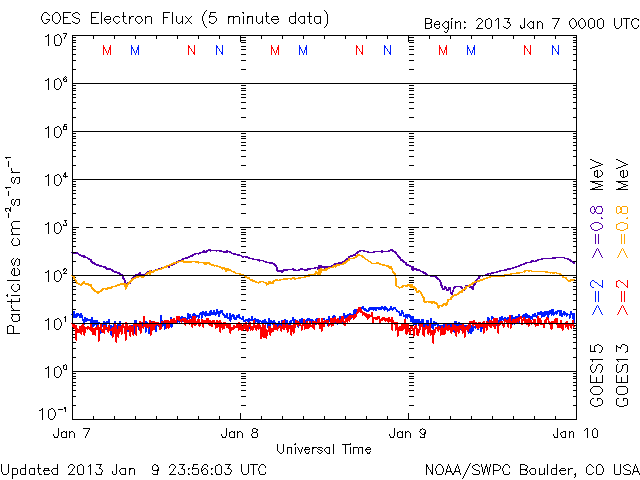 GOES Electron Flux (5 minute data)
Begin: 2013 Jan 7 0000 UTC
M M N N M M N N M M N N
10⁷
10⁶
10⁵
10⁴
10³
10²
10¹
10⁰
10⁻¹
Particles cm⁻²s⁻¹sr⁻¹
Jan 7 Jan 8 Jan 9 Jan 10
Universal Time
GOES15 >=2 >=0.8 MeV
GOES13 >=2 >=0.8 MeV
Updated 2013 Jan 9 23:56:03 UTC
NOAA/SWPC Boulder, CO USA